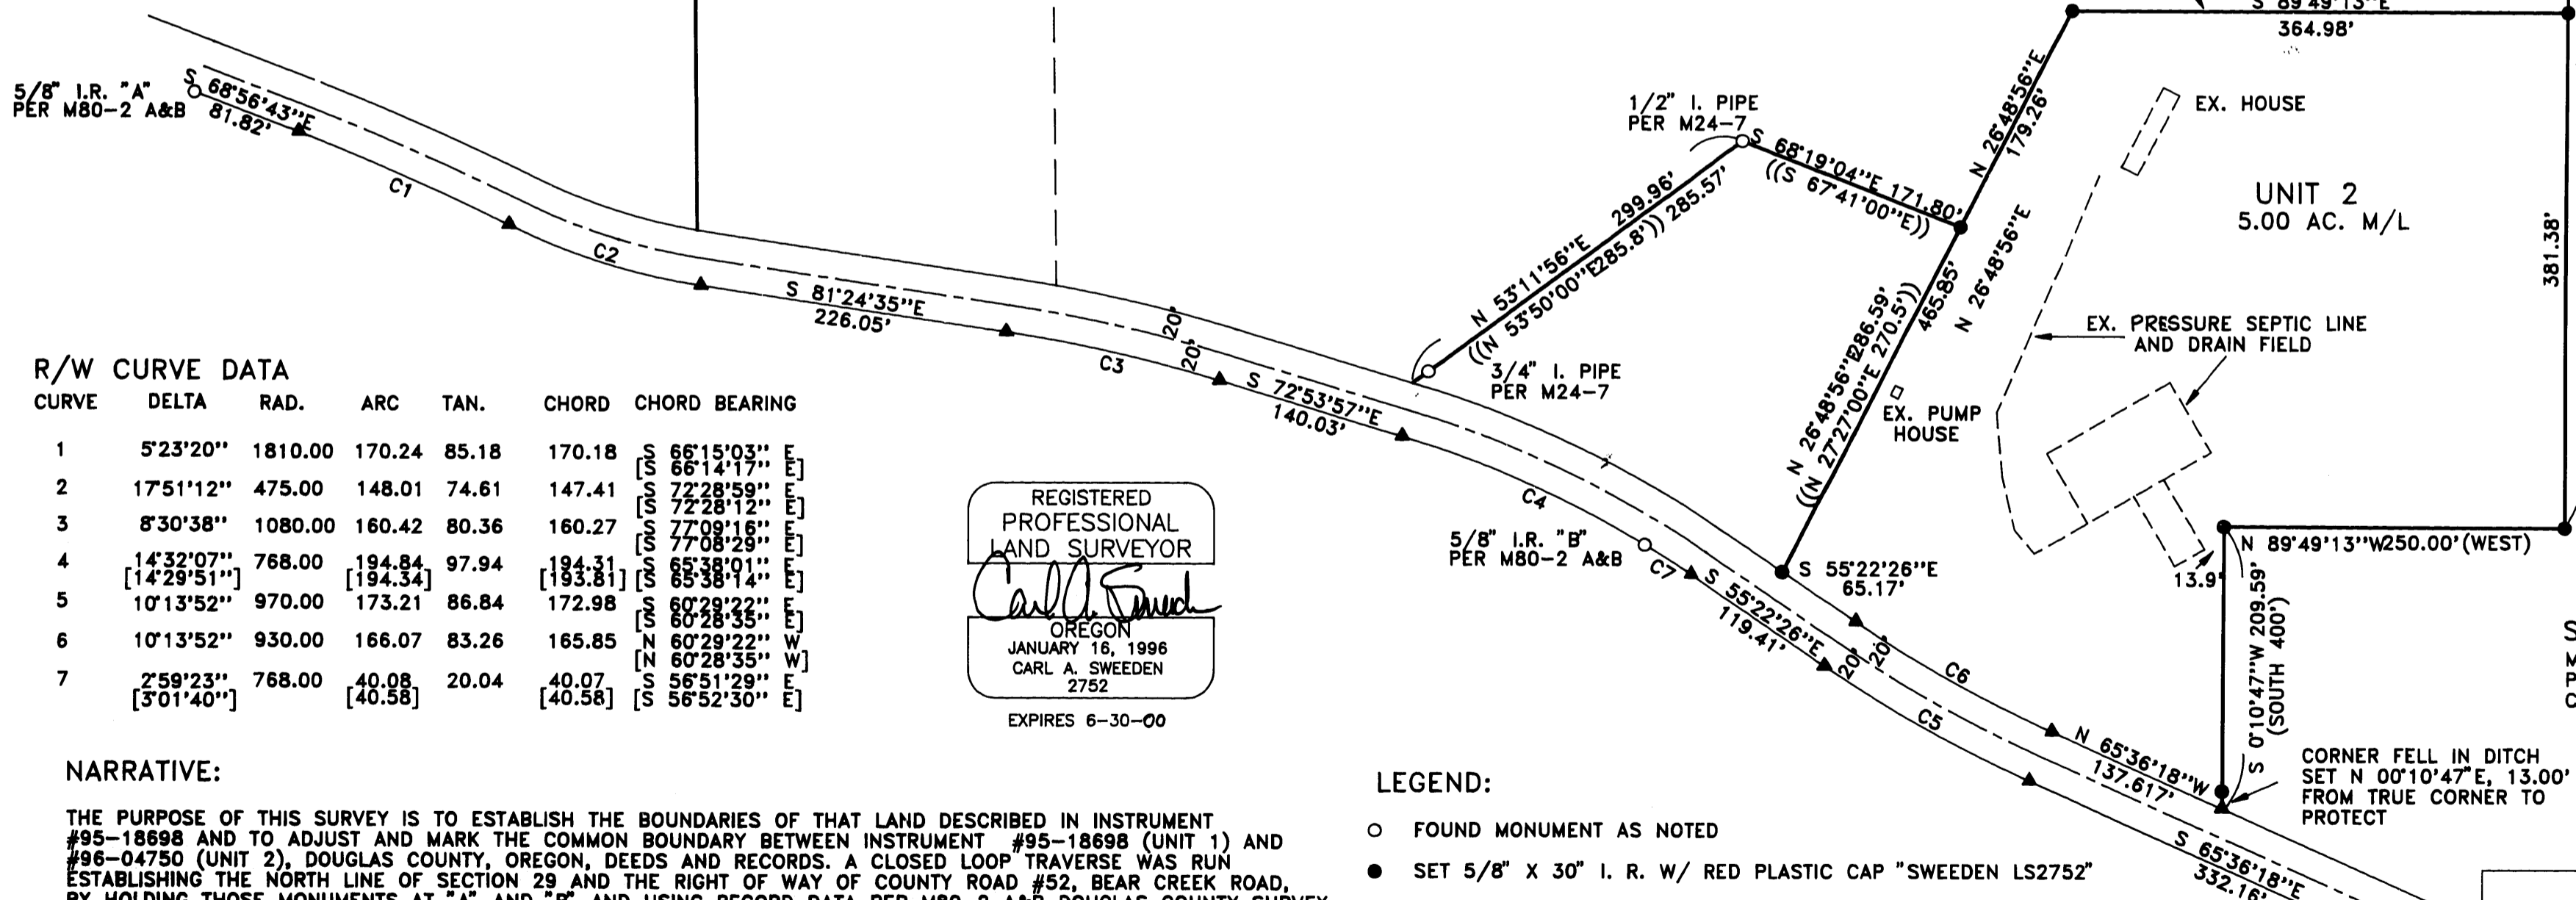 S 89°49'13"E
364.98'
5/8" I.R. "A"
PER M80-2 A&B
S 68°56'43"E
81.82'
C1
C2
S 81°24'35"E
226.05'
C3
20'
20'
S 72°53'57"E
140.03'
C4
1/2" I. PIPE
PER M24-7
S 68°19'04"E 171.80'
((S 67°41'00"E))
N 53°11'56"E 299.96'
((N 53°50'00"E 285.8')) 285.57'
3/4" I. PIPE
PER M24-7
N 26°48'56"E
179.26'
N 26°48'56"E
465.85'
N 26°48'56"E 286.59'
((N 27°27'00"E 270.5'))
EX. HOUSE
UNIT 2
5.00 AC. M/L
381.38'
EX. PRESSURE SEPTIC LINE
AND DRAIN FIELD
EX. PUMP
HOUSE
5/8" I.R. "B"
PER M80-2 A&B
C7
S 55°22'26"E
65.17'
S 55°22'26"E
119.41'
20'
20'
C6
C5
N 65°36'18"W
137.617'
S 65°36'18"E
332.16'
N 89°49'13"W 250.00' (WEST)
13.9'
S 0°10'47"W 209.59'
(SOUTH 400')
CORNER FELL IN DITCH
SET N 00°10'47"E, 13.00'
FROM TRUE CORNER TO
PROTECT
R/W CURVE DATA
CURVE DELTA RAD. ARC TAN. CHORD CHORD BEARING
1 5°23'20" 1810.00 170.24 85.18 170.18 S 66°15'03" E
[S 66°14'17" E]
2 17°51'12" 475.00 148.01 74.61 147.41 S 72°28'59" E
[S 72°28'12" E]
3 8°30'38" 1080.00 160.42 80.36 160.27 S 77°09'16" E
[S 77°08'29" E]
4 14°32'07" 768.00 194.84 97.94 194.31 S 65°38'01" E
[14°29'51"] [194.34] [193.81] [S 65°38'14" E]
5 10°13'52" 970.00 173.21 86.84 172.98 S 60°29'22" E
[S 60°28'35" E]
6 10°13'52" 930.00 166.07 83.26 165.85 N 60°29'22" W
[N 60°28'35" W]
7 2°59'23" 768.00 40.08 20.04 40.07 S 56°51'29" E
[3°01'40"] [40.58] [40.58] [S 56°52'30" E]
REGISTERED
PROFESSIONAL
LAND SURVEYOR
Carl A. Sweeden
OREGON
JANUARY 16, 1996
CARL A. SWEEDEN
2752
EXPIRES 6-30-00
NARRATIVE:
THE PURPOSE OF THIS SURVEY IS TO ESTABLISH THE BOUNDARIES OF THAT LAND DESCRIBED IN INSTRUMENT
#95-18698 AND TO ADJUST AND MARK THE COMMON BOUNDARY BETWEEN INSTRUMENT #95-18698 (UNIT 1) AND
#96-04750 (UNIT 2), DOUGLAS COUNTY, OREGON, DEEDS AND RECORDS. A CLOSED LOOP TRAVERSE WAS RUN
ESTABLISHING THE NORTH LINE OF SECTION 29 AND THE RIGHT OF WAY OF COUNTY ROAD #52, BEAR CREEK ROAD,
BY HOLDING THOSE MONUMENTS AT "A" AND "B" AND USING RECORD DATA PER M80-2 A&B DOUGLAS COUNTY SURVEY
LEGEND:
FOUND MONUMENT AS NOTED
SET 5/8" X 30" I. R. W/ RED PLASTIC CAP "SWEEDEN LS2752"